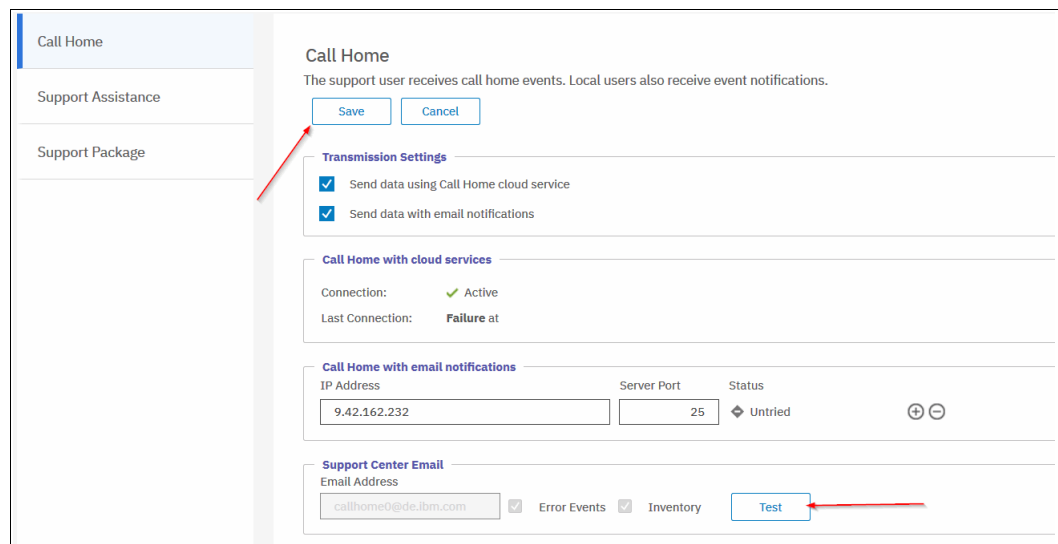 Call Home
Support Assistance
Support Package
Call Home
The support user receives call home events. Local users also receive event notifications.
Save Cancel
Transmission Settings
Send data using Call Home cloud service
Send data with email notifications
Call Home with cloud services
Connection: Active
Last Connection: Failure at
Call Home with email notifications
IP Address Server Port Status
9.42.162.232 25 Untried
Support Center Email
Email Address
callhome0@de.ibm.com Error Events Inventory Test